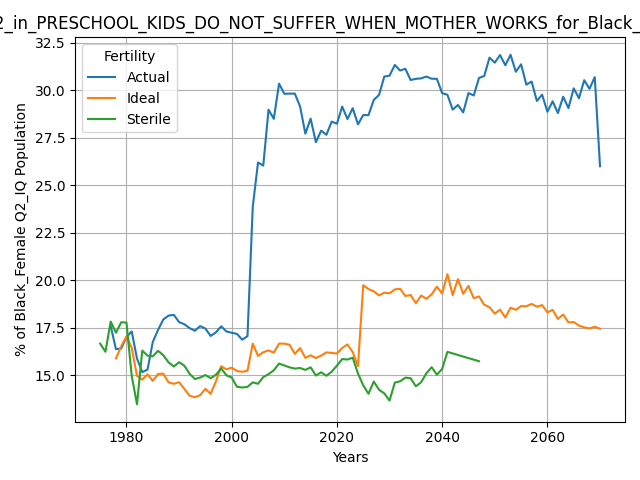 2_in_PRESCHOOL_KIDS_DO_NOT_SUFFER_WHEN_MOTHER_WORKS_for_Black_
Fertility
Actual
Ideal
Sterile
% of Black_Female Q2_IQ Population
32.5
30.0
27.5
25.0
22.5
20.0
17.5
15.0
1980
2000
2020
2040
2060
Years